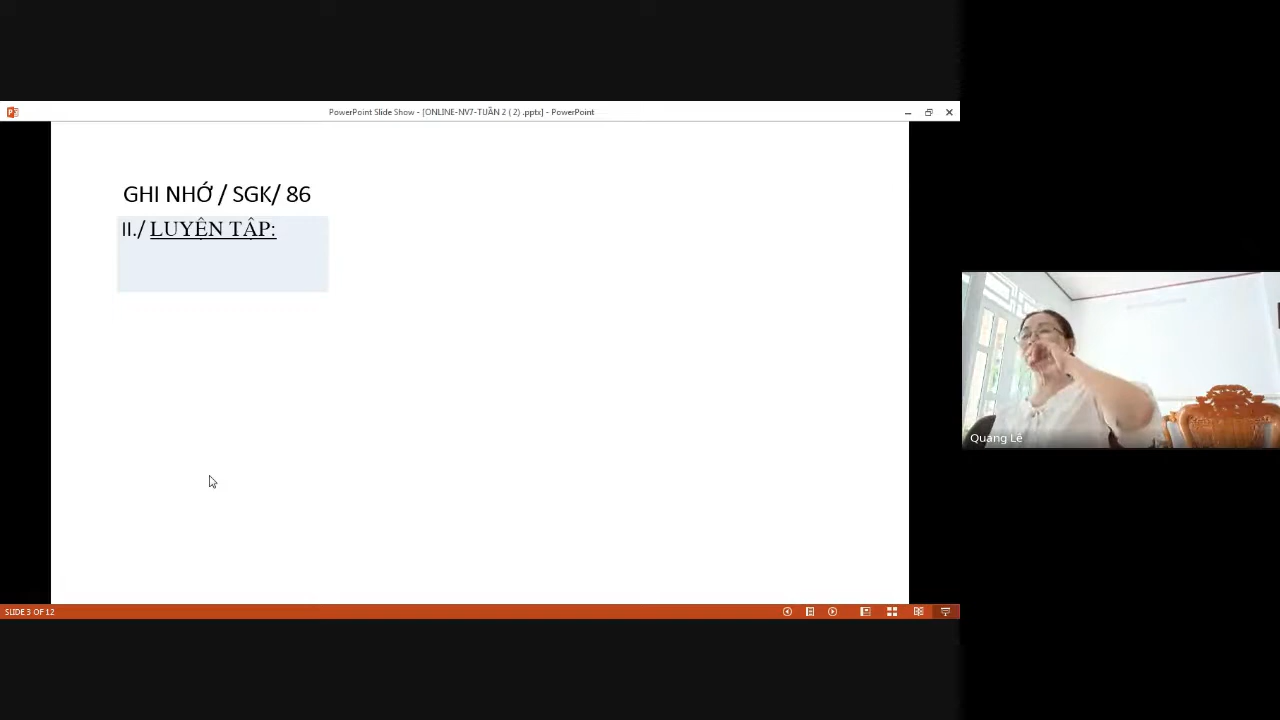 PowerPoint Slide Show - [ONLINE-NV7-TUẦN 2 ( 2) .pptx] - PowerPoint
GHI NHỚ / SGK/ 86
II./ LUYỆN TẬP:
Quang Lê
SLIDE 3 OF 12